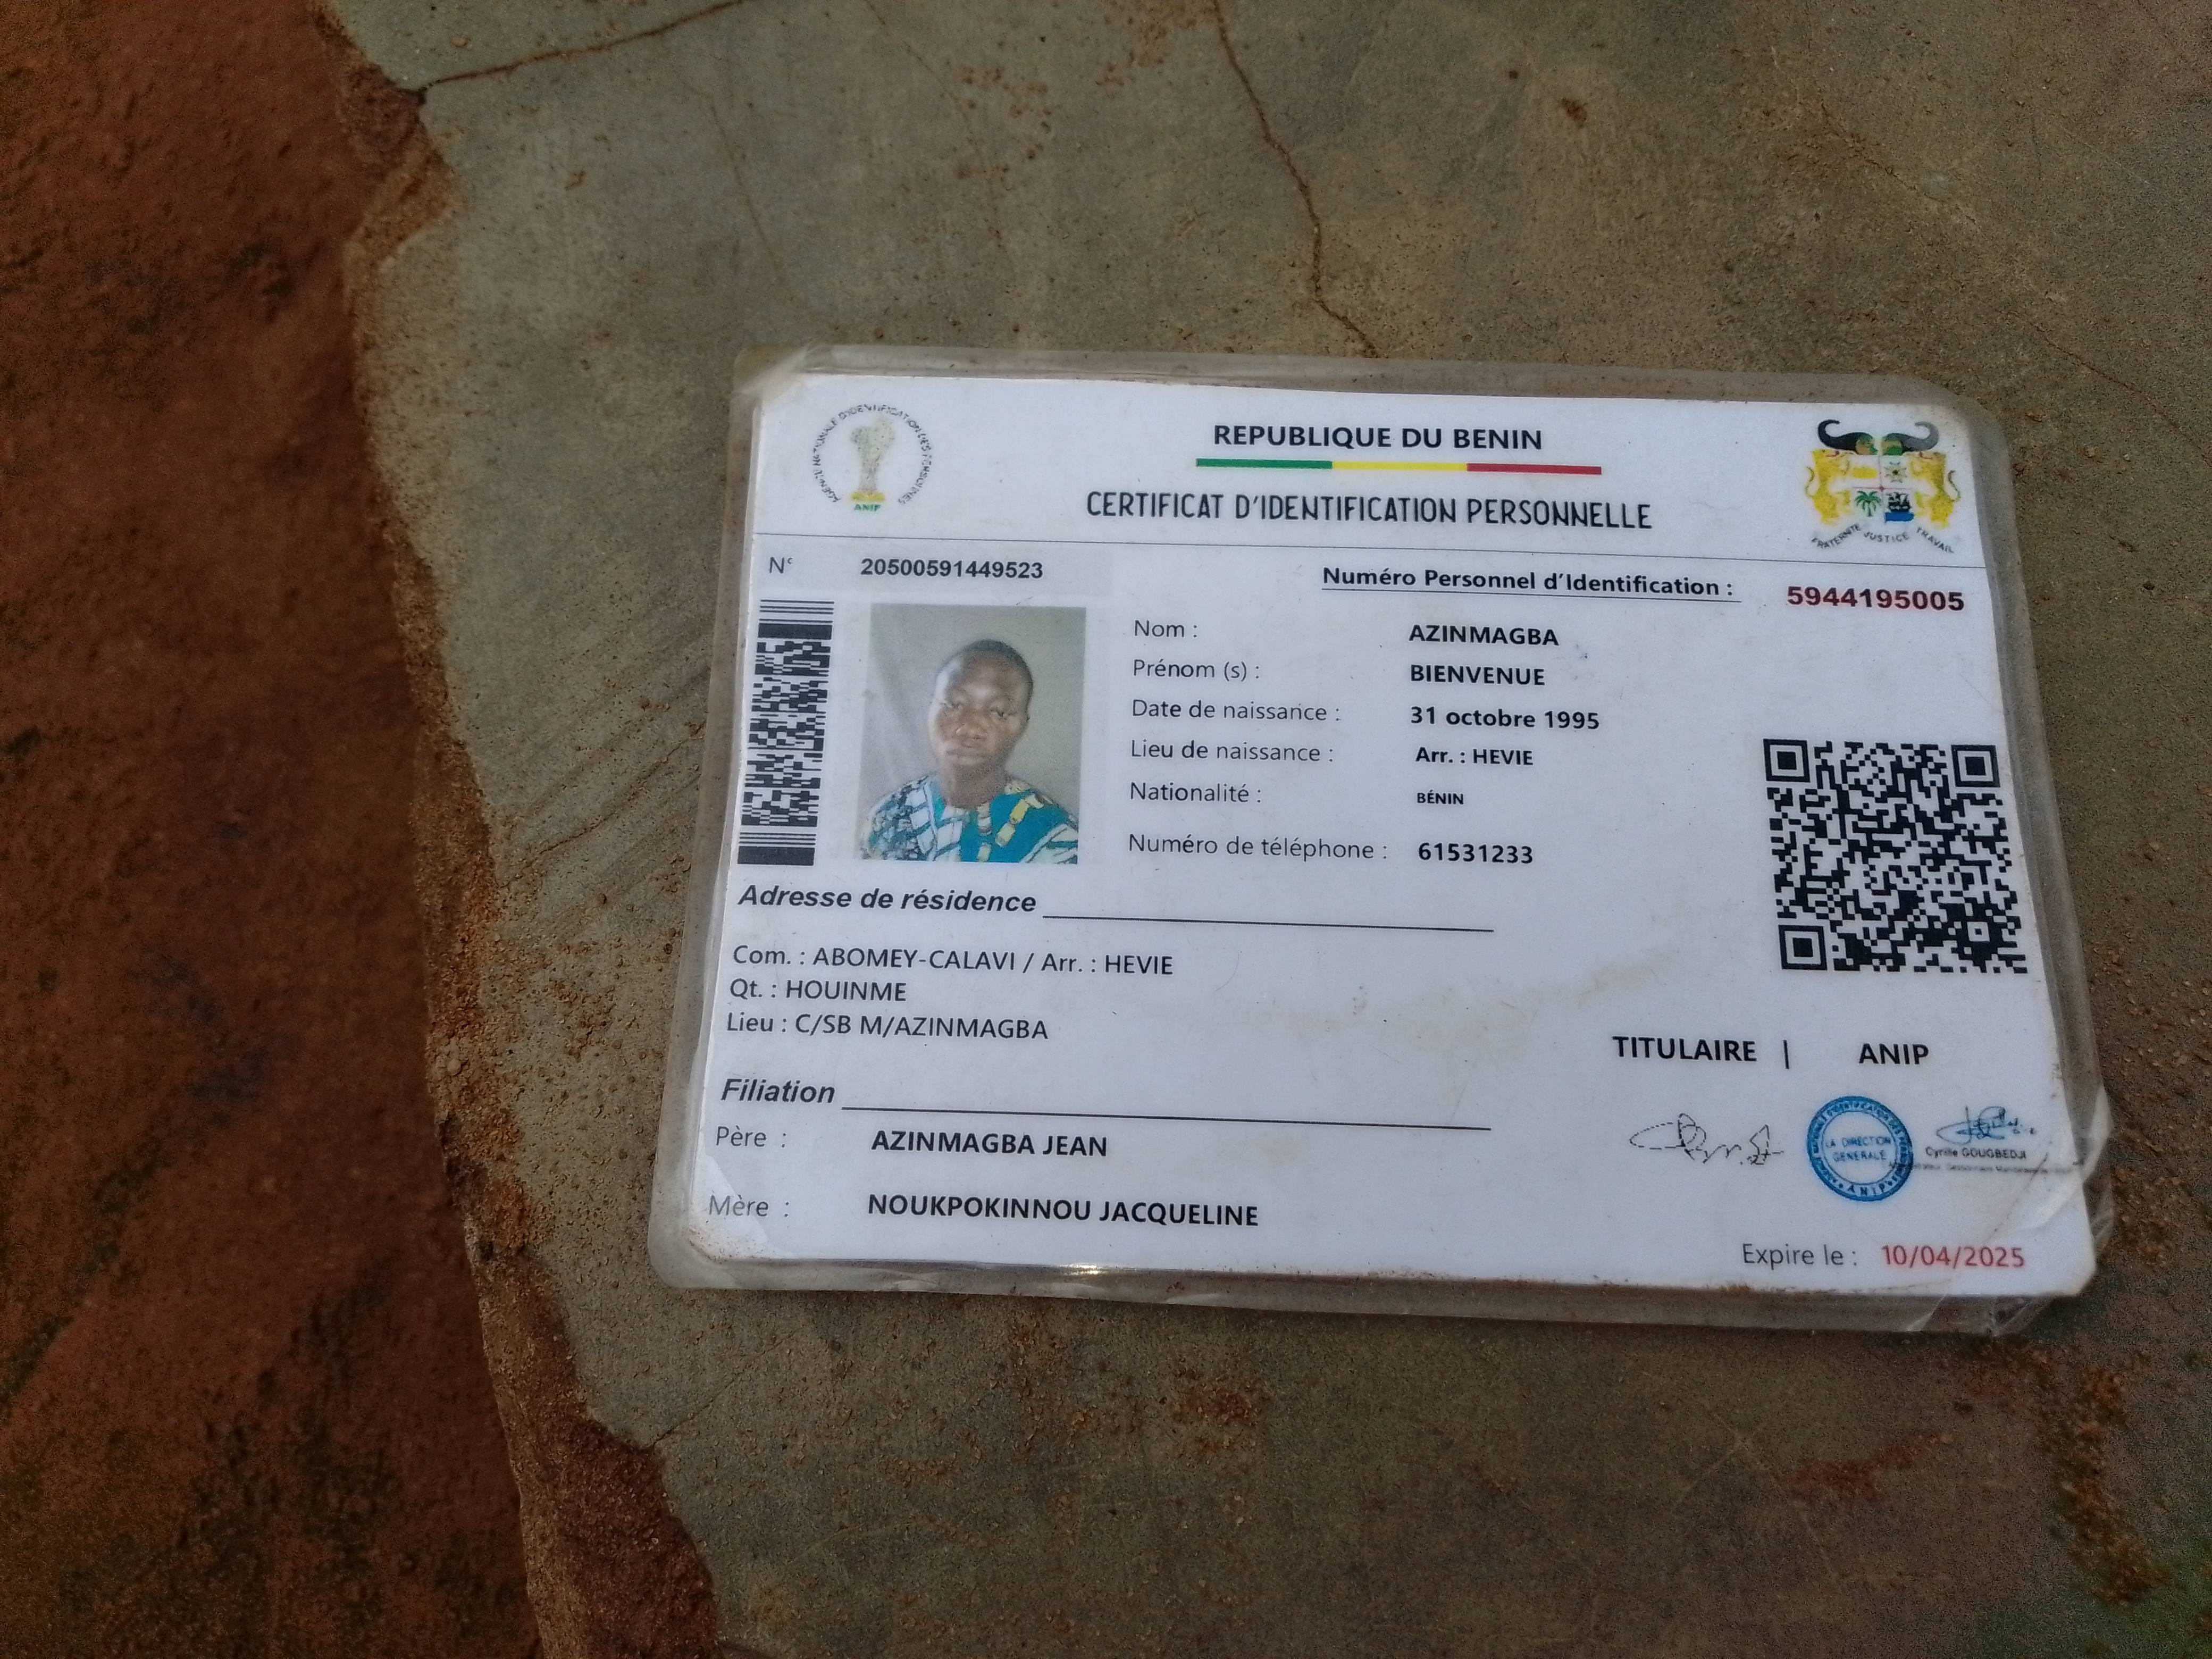 AGENCE NATIONALE D'IDENTIFICATION DES PERSONNES
ANIP
REPUBLIQUE DU BENIN
CERTIFICAT D'IDENTIFICATION PERSONNELLE
FRATERNITE JUSTICE TRAVAIL
N° 20500591449523
Numéro Personnel d'Identification : 5944195005
Nom : AZINMAGBA
Prénom (s) : BIENVENUE
Date de naissance : 31 octobre 1995
Lieu de naissance : Arr. : HEVIE
Nationalité : BÉNIN
Numéro de téléphone : 61531233
Adresse de résidence
Com. : ABOMEY-CALAVI / Arr. : HEVIE
Qt. : HOUINME
Lieu : C/SB M/AZINMAGBA
TITULAIRE | ANIP
Filiation
Père : AZINMAGBA JEAN
LA DIRECTION
GENERALE
ANIP
Cyrille GOUGBEDJI
Mère : NOUKPOKINNOU JACQUELINE
Expire le : 10/04/2025